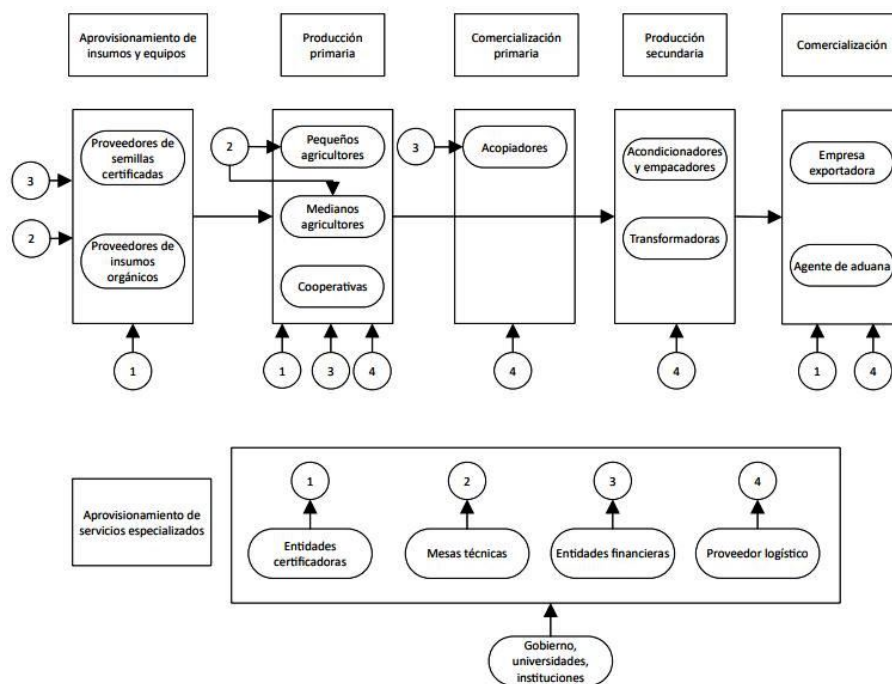 Aprovisionamiento de
insumos y equipos
Producción
primaria
Comercialización
primaria
Producción
secundaria
Comercialización
Proveedores de
semillas
certificadas
3
2
Proveedores de
insumos
orgánicos
1
2
Pequeños
agricultores
Medianos
agricultores
Cooperativas
1
3
4
3
Acopiadores
4
Acondicionadores
y empacadores
Transformadoras
4
Empresa
exportadora
Agente de aduana
1
4
Aprovisionamiento de
servicios especializados
1
2
3
4
Entidades
certificadoras
Mesas técnicas
Entidades financieras
Proveedor logístico
Gobierno,
universidades,
instituciones